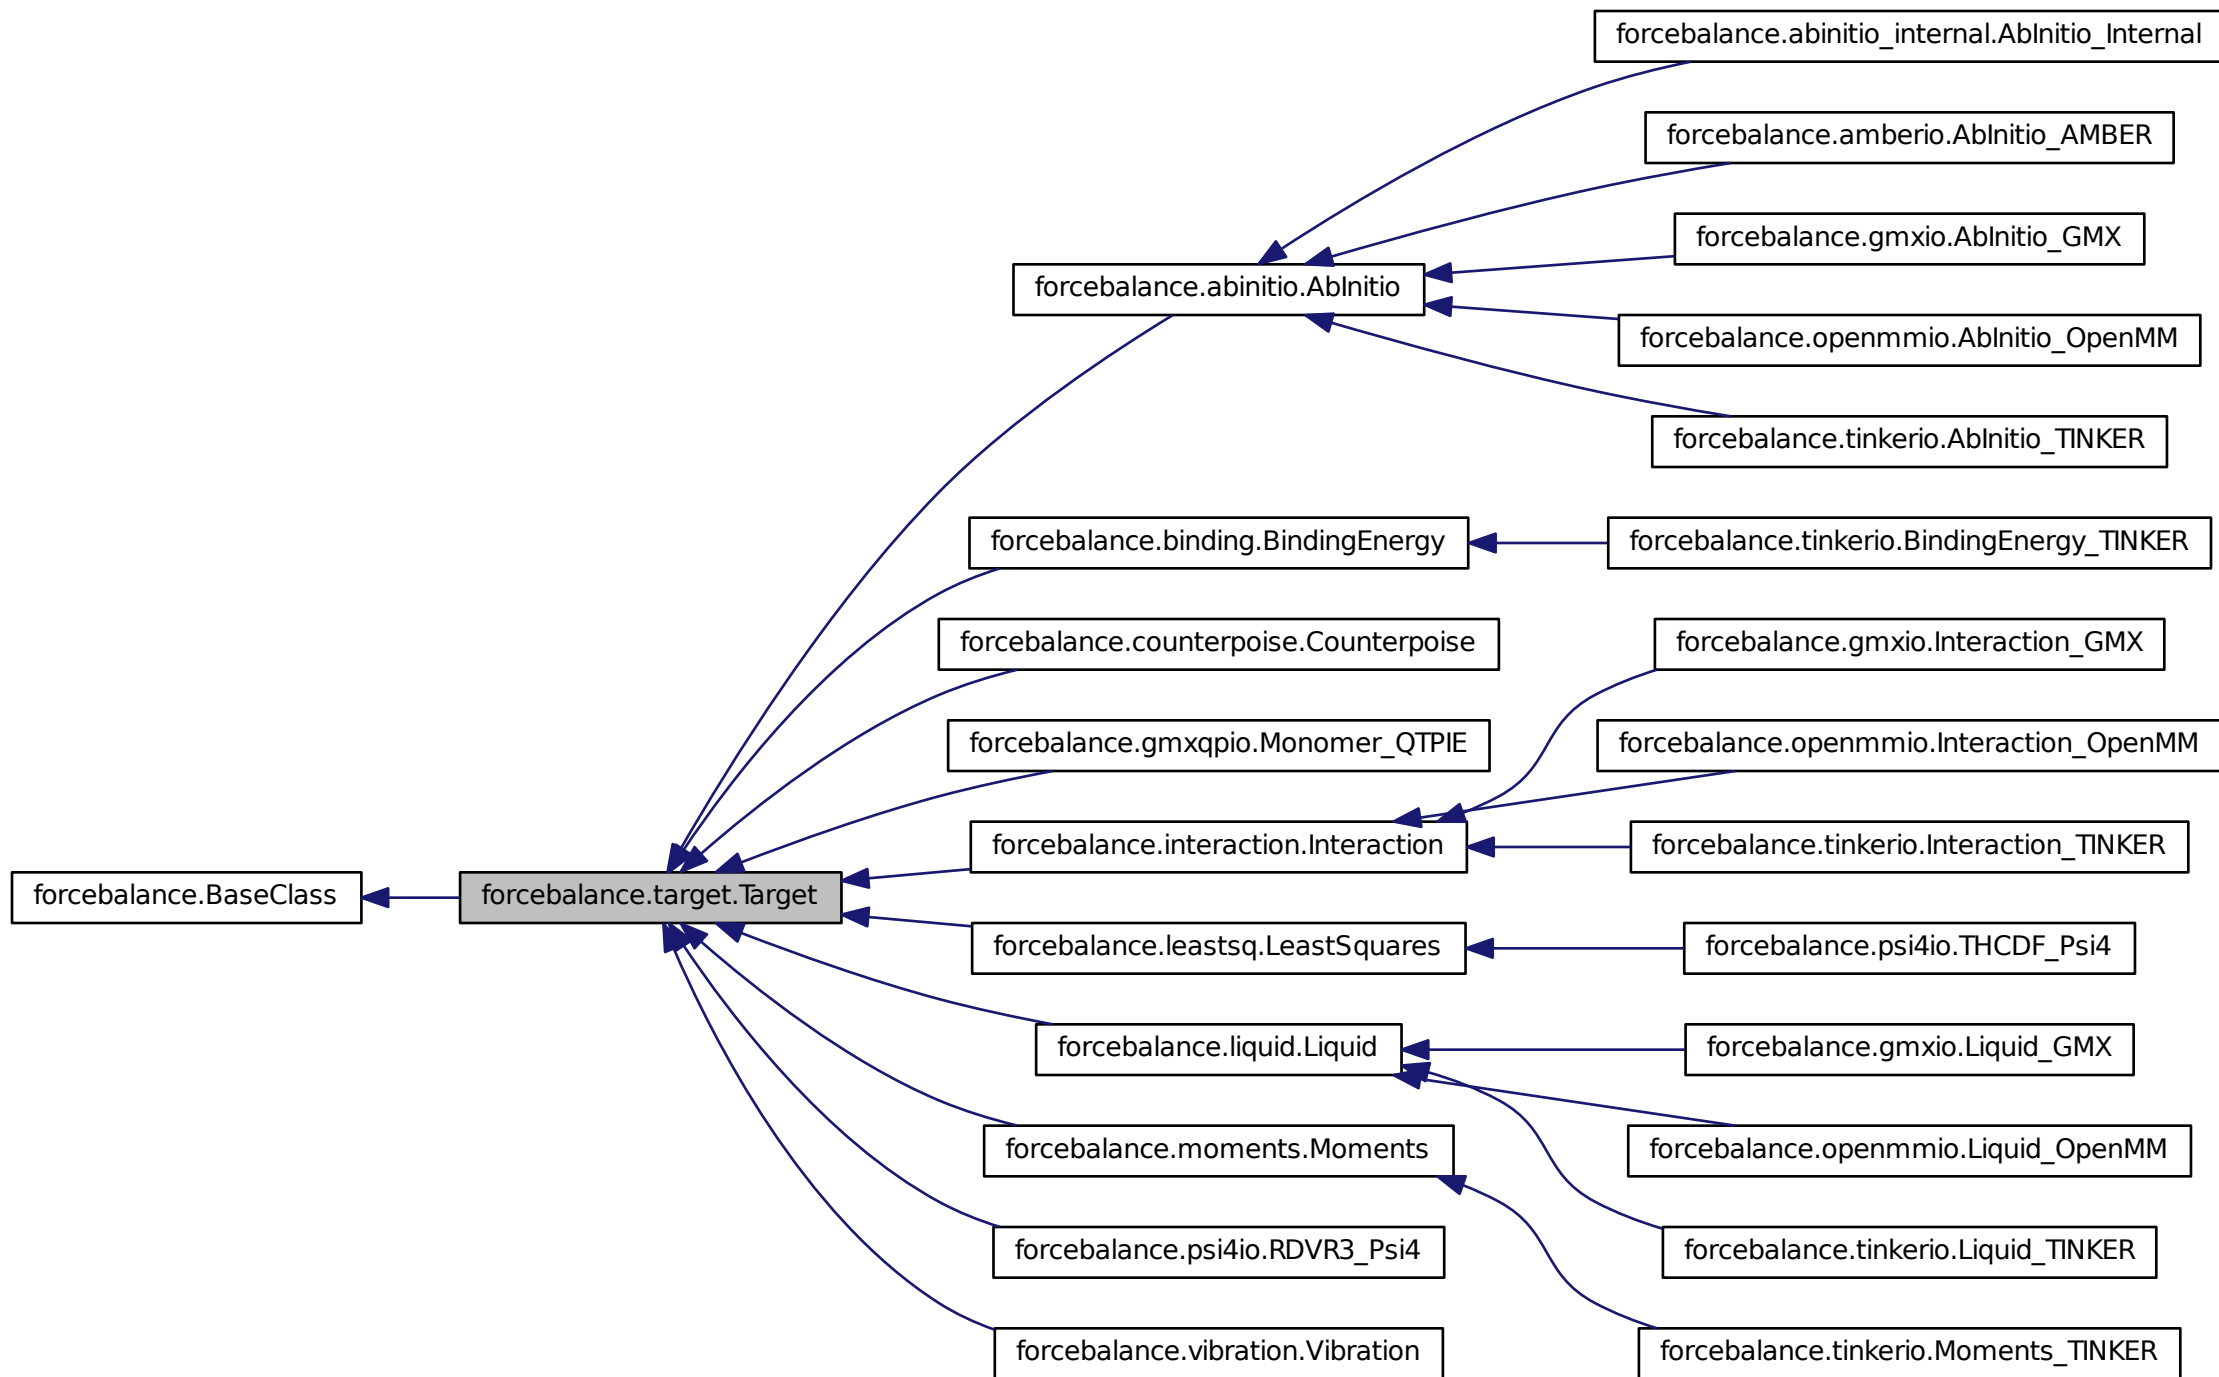 forcebalance.abinitio_internal.AbInitio_Internal
forcebalance.amberio.AbInitio_AMBER
forcebalance.gmxio.AbInitio_GMX
forcebalance.abinitio.AbInitio
forcebalance.openmmio.AbInitio_OpenMM
forcebalance.tinkerio.AbInitio_TINKER
forcebalance.binding.BindingEnergy
forcebalance.tinkerio.BindingEnergy_TINKER
forcebalance.counterpoise.Counterpoise
forcebalance.gmxio.Interaction_GMX
forcebalance.gmxqpio.Monomer_QTPIE
forcebalance.openmmio.Interaction_OpenMM
forcebalance.interaction.Interaction
forcebalance.tinkerio.Interaction_TINKER
forcebalance.BaseClass
forcebalance.target.Target
forcebalance.leastsq.LeastSquares
forcebalance.psi4io.THCDF_Psi4
forcebalance.liquid.Liquid
forcebalance.gmxio.Liquid_GMX
forcebalance.moments.Moments
forcebalance.openmmio.Liquid_OpenMM
forcebalance.psi4io.RDVR3_Psi4
forcebalance.tinkerio.Liquid_TINKER
forcebalance.vibration.Vibration
forcebalance.tinkerio.Moments_TINKER